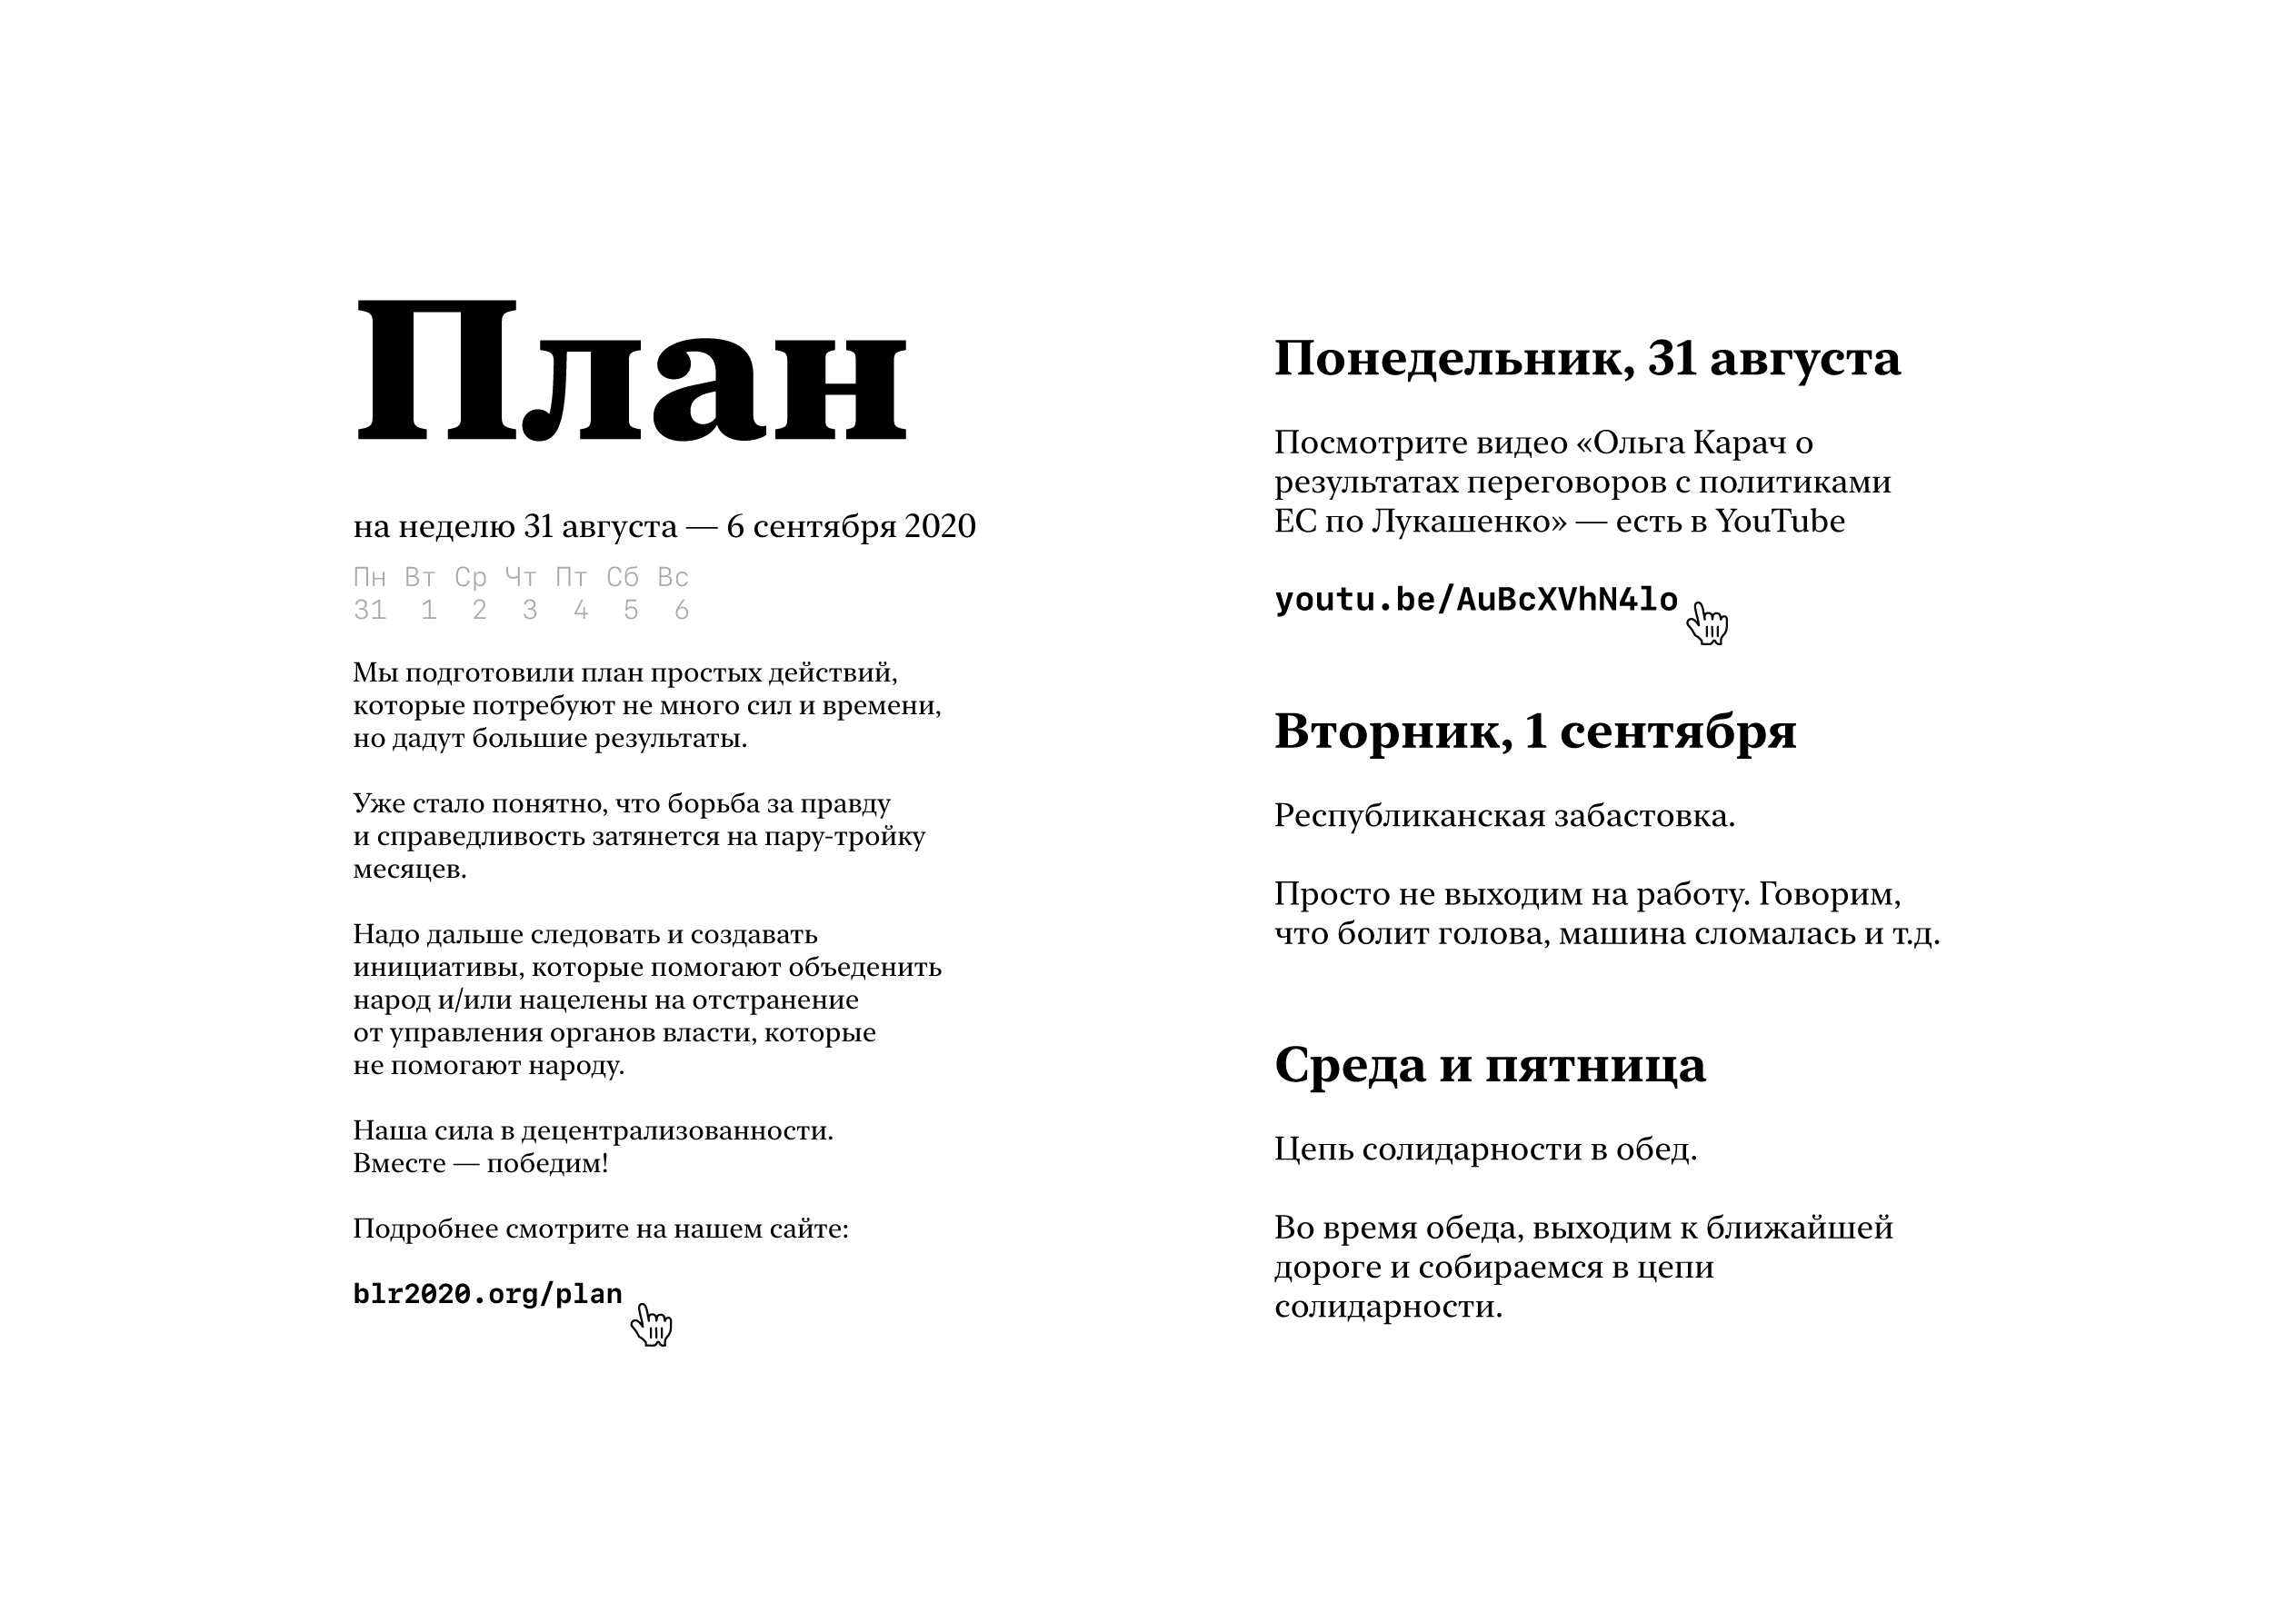 План
на неделю 31 августа — 6 сентября 2020
Пн Вт Ср Чт Пт Сб Вс
31 1 2 3 4 5 6
Мы подготовили план простых действий,
которые потребуют не много сил и времени,
но дадут большие результаты.
Уже стало понятно, что борьба за правду
и справедливость затянется на пару-тройку
месяцев.
Надо дальше следовать и создавать
инициативы, которые помогают объеденить
народ и/или нацелены на отстранение
от управления органов власти, которые
не помогают народу.
Наша сила в децентрализованности.
Вместе — победим!
Подробнее смотрите на нашем сайте:
blr2020.org/plan
Понедельник, 31 августа
Посмотрите видео «Ольга Карач о
результатах переговоров с политиками
ЕС по Лукашенко» — есть в YouTube
youtu.be/AuBcXVhN4lo
Вторник, 1 сентября
Республиканская забастовка.
Просто не выходим на работу. Говорим,
что болит голова, машина сломалась и т.д.
Среда и пятница
Цепь солидарности в обед.
Во время обеда, выходим к ближайшей
дороге и собираемся в цепи
солидарности.